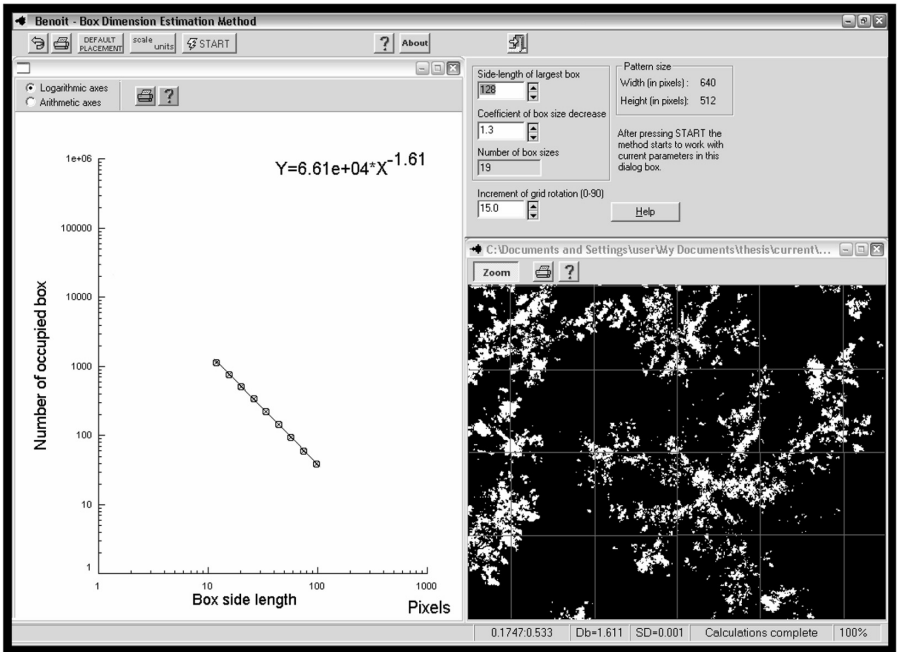 Benoit - Box Dimension Estimation Method
DEFAULT PLACEMENT
scale units
START
?
About
Logarithmic axes
Arithmetic axes
?
Y=6.61e+04*X^-1.61
1e+06
100000
10000
1000
100
10
1
Number of occupied box
1
10
100
1000
Box side length
Pixels
Side-length of largest box
128
Coefficient of box size decrease
1.3
Number of box sizes
19
Increment of grid rotation (0-90)
15.0
Pattern size
Width (in pixels) : 640
Height (in pixels): 512
After pressing START the
method starts to work with
current parameters in this
dialog box.
Help
C:\Documents and Settings\user\My Documents\thesis\current\...
Zoom
?
0.1747:0.533
Db=1.611
SD=0.001
Calculations complete
100%